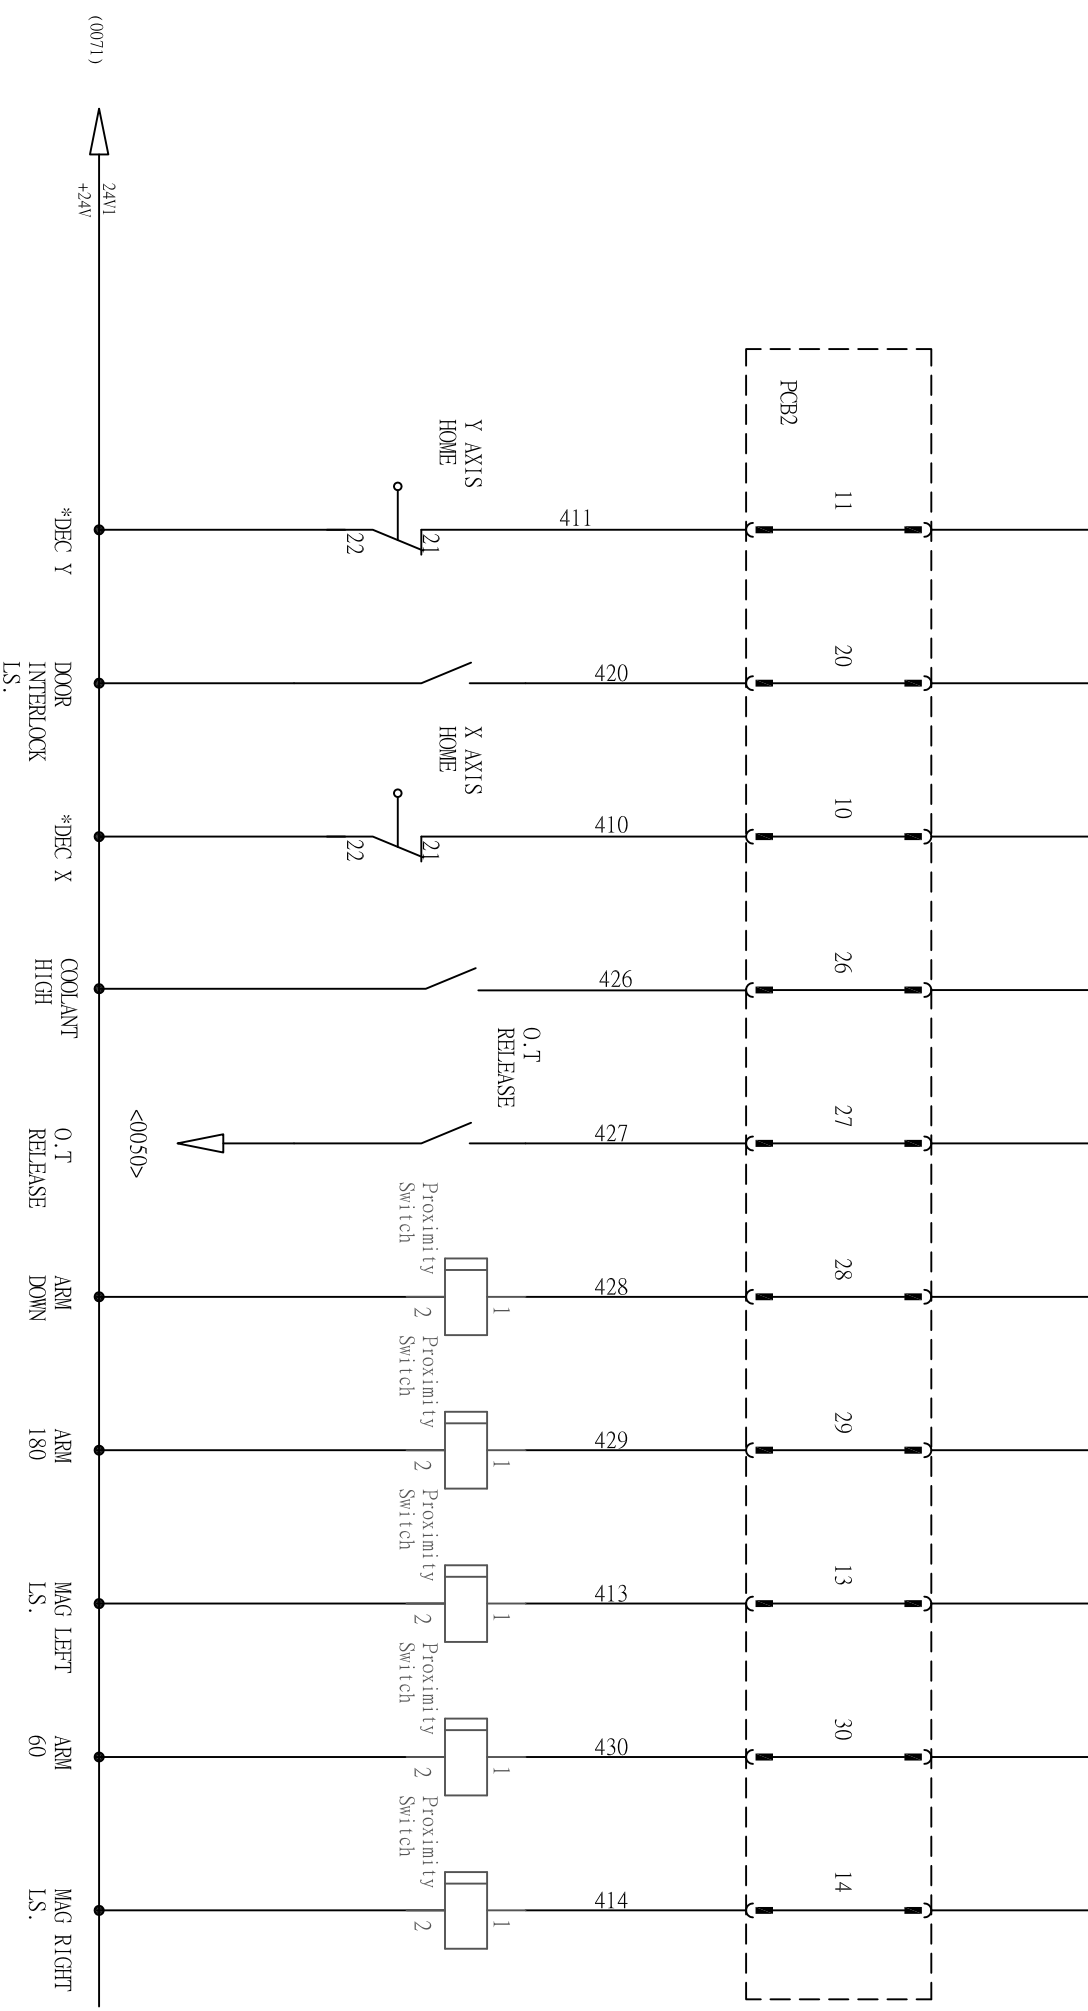 (0071)
24V1
+24V
PCB2
Y AXIS
HOME
11
411
21
22
*DEC Y
20
420
DOOR
INTERLOCK
LS.
X AXIS
HOME
10
410
21
22
*DEC X
26
426
COOLANT
HIGH
O.T
RELEASE
27
427
<0050>
O.T
RELEASE
Proximity
Switch
28
428
1
2
ARM
DOWN
Proximity
Switch
29
429
1
2
ARM
180
Proximity
Switch
13
413
1
2
MAG LEFT
LS.
Proximity
Switch
30
430
1
2
ARM
60
Proximity
Switch
14
414
1
2
MAG RIGHT
LS.